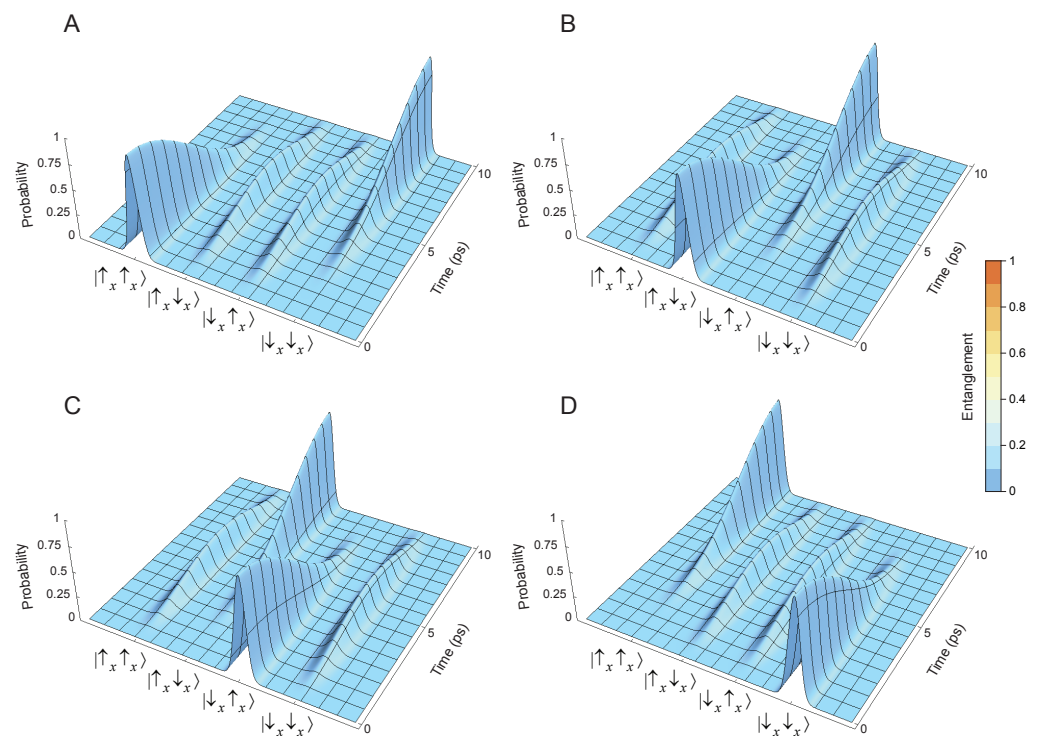 A
Probability
1
0.75
0.5
0.25
0
|↑ₓ↑ₓ⟩
|↑ₓ↓ₓ⟩
|↓ₓ↑ₓ⟩
|↓ₓ↓ₓ⟩
0
5
10
Time (ps)
B
Probability
1
0.75
0.5
0.25
0
|↑ₓ↑ₓ⟩
|↑ₓ↓ₓ⟩
|↓ₓ↑ₓ⟩
|↓ₓ↓ₓ⟩
0
5
10
Time (ps)
Entanglement
1
0.8
0.6
0.4
0.2
0
C
Probability
1
0.75
0.5
0.25
0
|↑ₓ↑ₓ⟩
|↑ₓ↓ₓ⟩
|↓ₓ↑ₓ⟩
|↓ₓ↓ₓ⟩
0
5
10
Time (ps)
D
Probability
1
0.75
0.5
0.25
0
|↑ₓ↑ₓ⟩
|↑ₓ↓ₓ⟩
|↓ₓ↑ₓ⟩
|↓ₓ↓ₓ⟩
0
5
10
Time (ps)